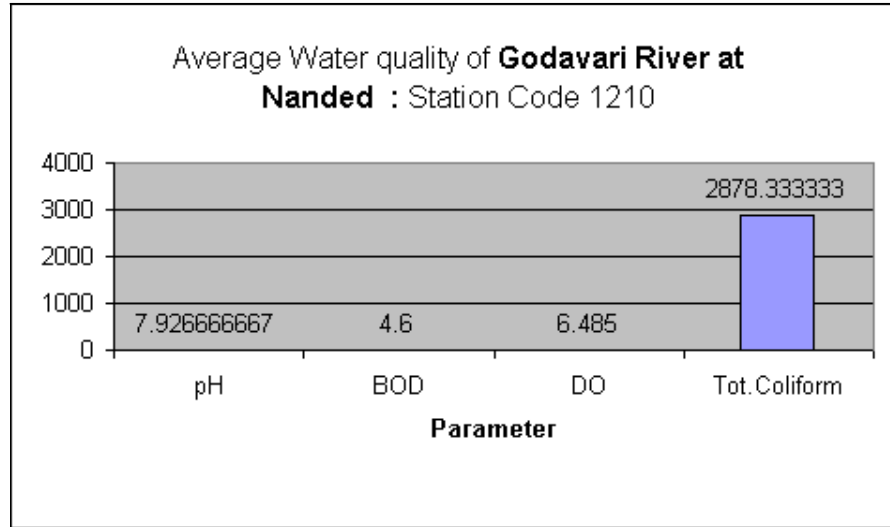 Average Water quality of Godavari River at
Nanded : Station Code 1210
4000
3000
2000
1000
0
2878.333333
7.926666667 4.6 6.485
pH BOD DO Tot.Coliform
Parameter